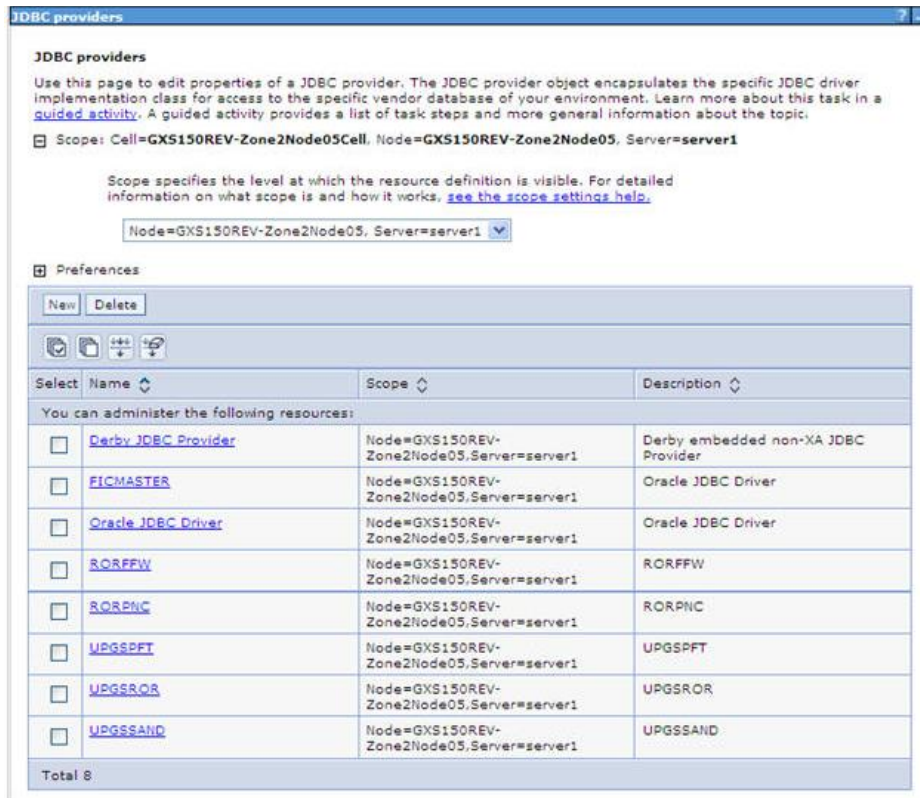 JDBC providers
?
JDBC providers
Use this page to edit properties of a JDBC provider. The JDBC provider object encapsulates the specific JDBC driver
implementation class for access to the specific vendor database of your environment. Learn more about this task in a
guided activity. A guided activity provides a list of task steps and more general information about the topic.
Scope: Cell=GXS150REV-Zone2Node05Cell, Node=GXS150REV-Zone2Node05, Server=server1
Scope specifies the level at which the resource definition is visible. For detailed
information on what scope is and how it works, see the scope settings help.
Node=GXS150REV-Zone2Node05, Server=server1
Preferences
New Delete
Select Name Scope Description
You can administer the following resources:
Derby JDBC Provider Node=GXS150REV- Derby embedded non-XA JDBC
Zone2Node05,Server=server1 Provider
FICMASTER Node=GXS150REV- Oracle JDBC Driver
Zone2Node05,Server=server1
Oracle JDBC Driver Node=GXS150REV- Oracle JDBC Driver
Zone2Node05,Server=server1
RORFFW Node=GXS150REV- RORFFW
Zone2Node05,Server=server1
RORPNC Node=GXS150REV- RORPNC
Zone2Node05,Server=server1
UPGSPFT Node=GXS150REV- UPGSPFT
Zone2Node05,Server=server1
UPGSROR Node=GXS150REV- UPGSROR
Zone2Node05,Server=server1
UPGSSAND Node=GXS150REV- UPGSSAND
Zone2Node05,Server=server1
Total 8